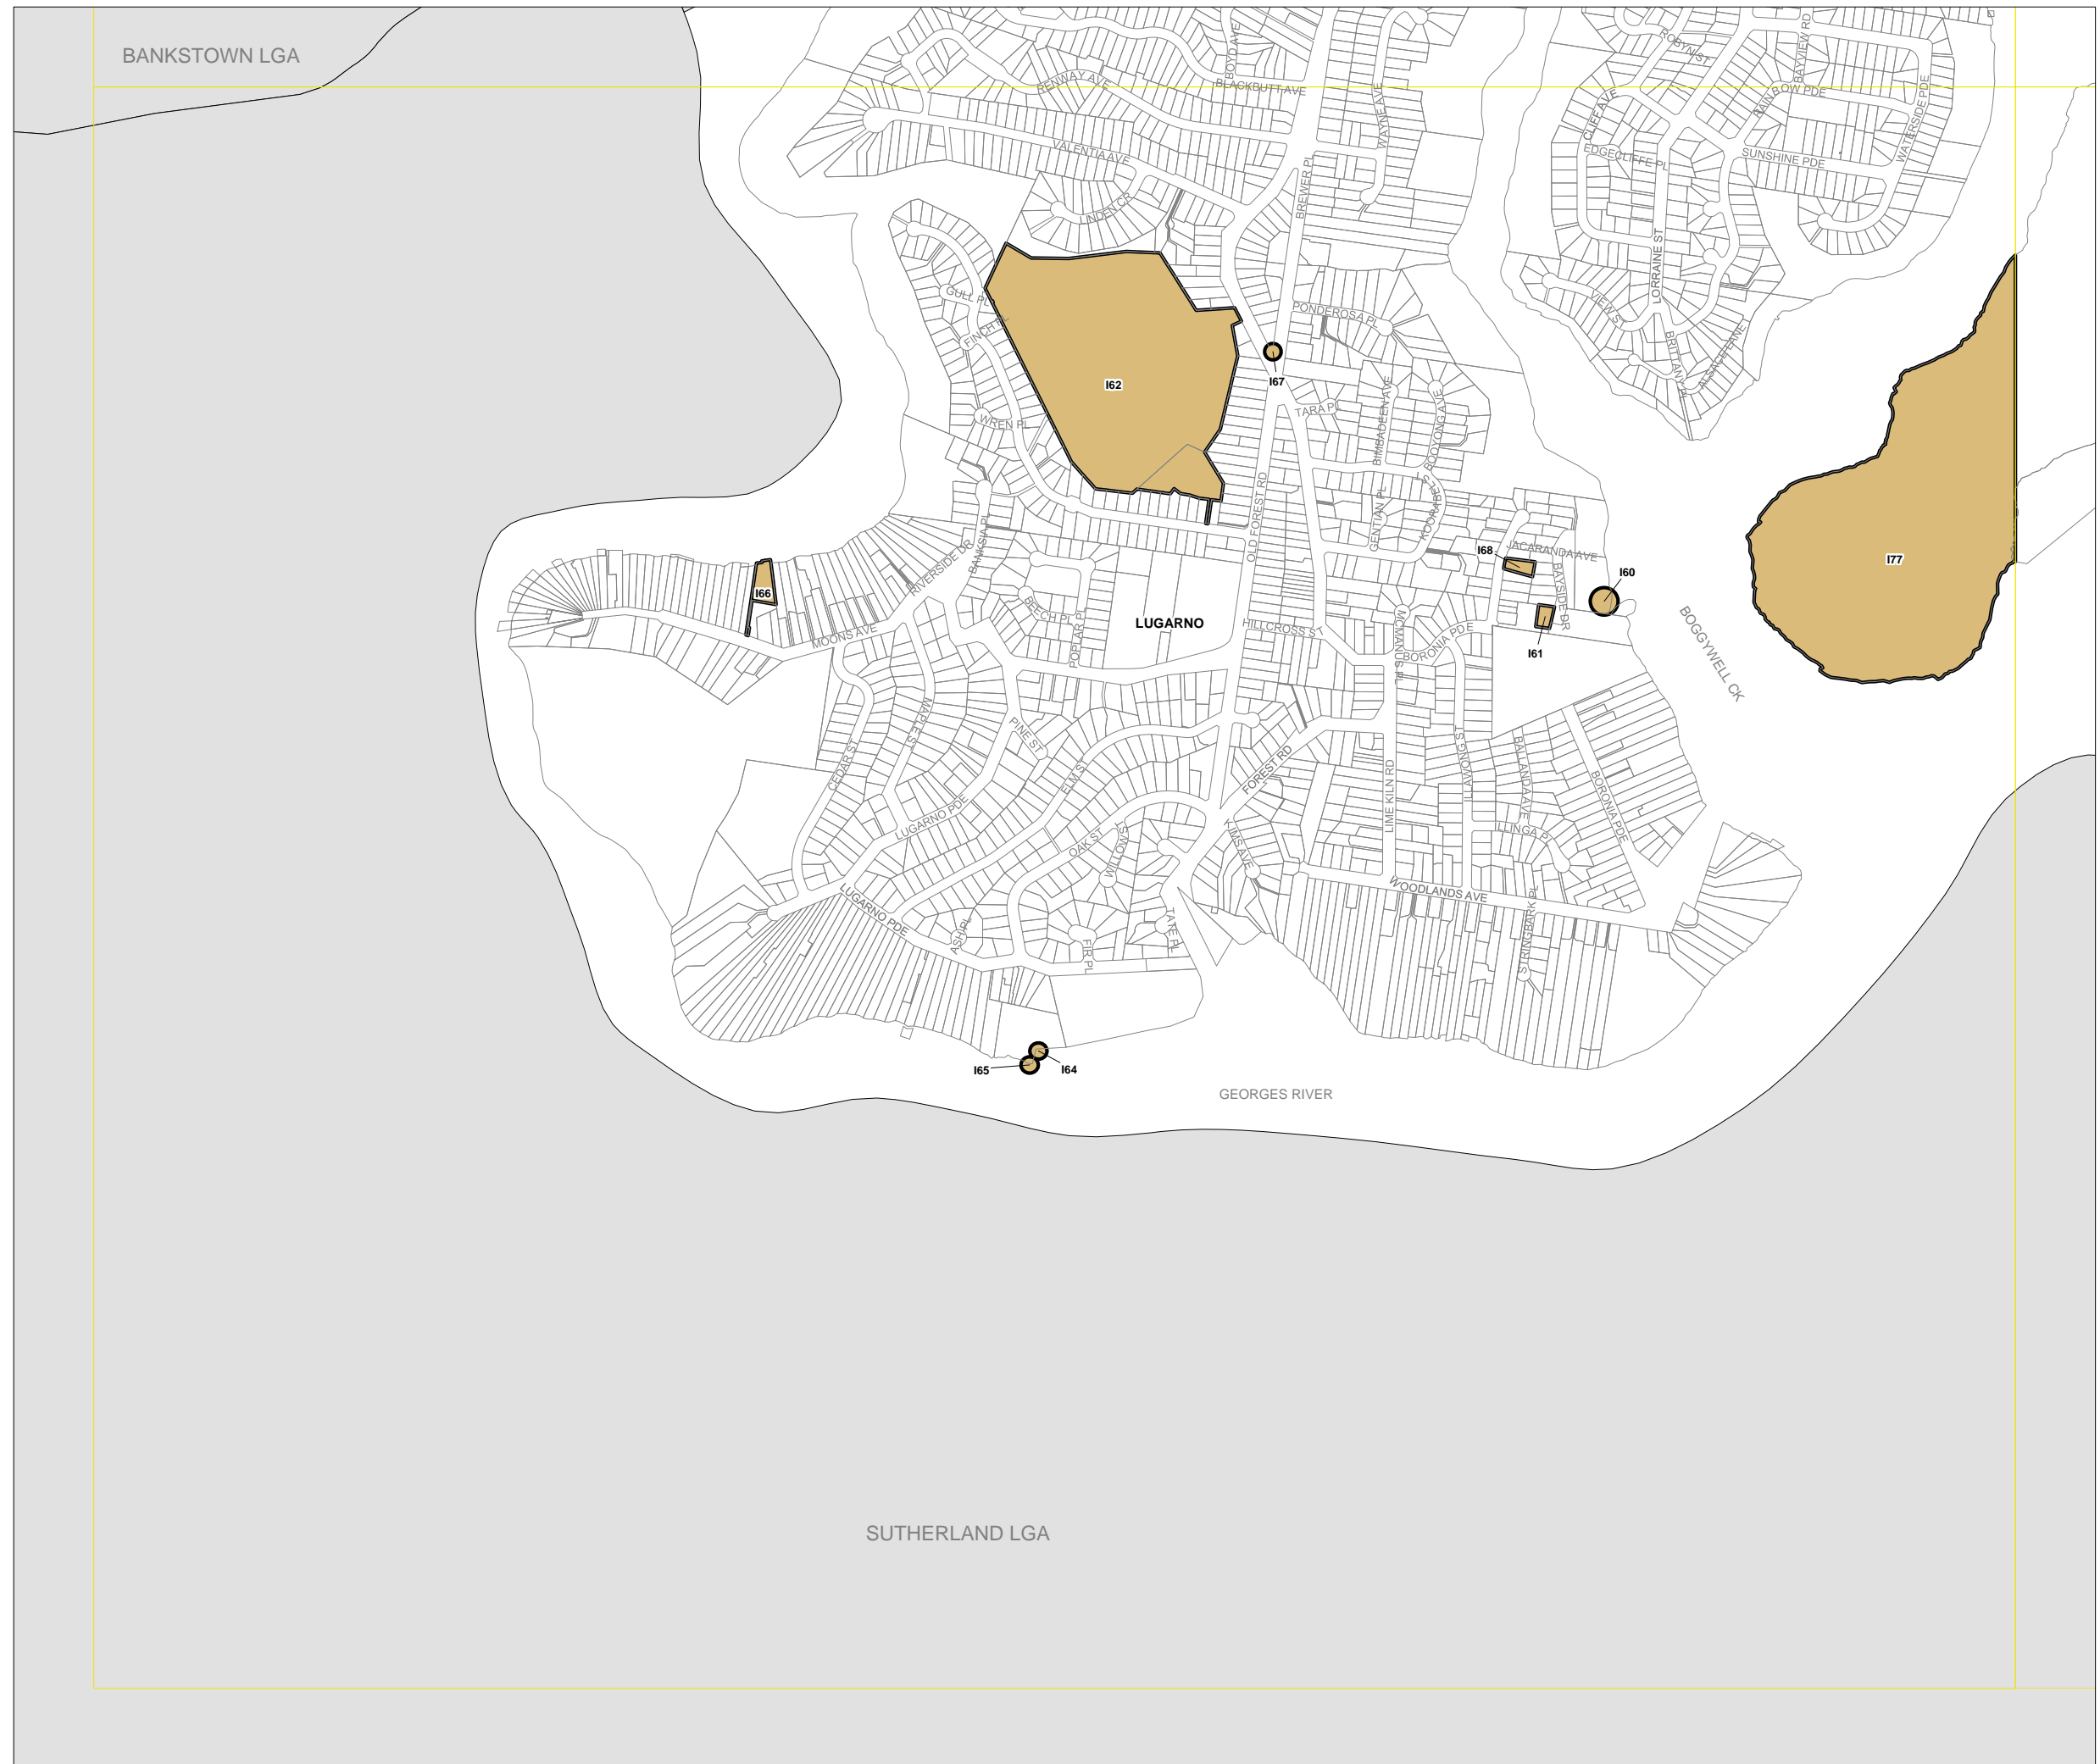 BANKSTOWN LGA
ROBYN ST
BAYVIEW RD
BOYD AVE
RENWAY AVE
BLACKBUTT AVE
WAYNE AVE
CLIFF AVE
RAINBOW PDE
WATERSIDE PDE
VALENTIA AVE
EDGECLIFFE PL
SUNSHINE PDE
BREWER PL
LINDEN CR
LORRAINE ST
GULL PL
VIEW S
PONDEROSA PL
FINCH PL
BRITTANY PL
ALSACE LANE
I67
I62
TARA PL
BIMBADEEN AVE
BOOYONG AVE
WREN PL
OLD FOREST RD
GENTIAN PL
KOORABEL ST
BANKSIA PL
RIVERSIDE DR
I68
JACARANDA AVE
I77
I60
BAYSIDE DR
I66
BEECH PL
POPLAR PL
LUGARNO
HILLCROSS ST
MCMANUS PL
BORONIA PDE
I61
BOGGYWELL CK
MOONS AVE
MAPLE ST
PINE ST
CEDAR ST
ELM ST
FOREST RD
LIME KILN RD
ILLAWONG S
BALLANDA AVE
BORONIA PDE
LUGARNO PDE
OAK ST
WILLOW ST
KIMS AVE
ILLINGA P
LUGARNO PDE
WOODLANDS AVE
STRINGBARK PL
ASH PL
FIR PL
TATE PL
I65
I64
GEORGES RIVER
SUTHERLAND LGA